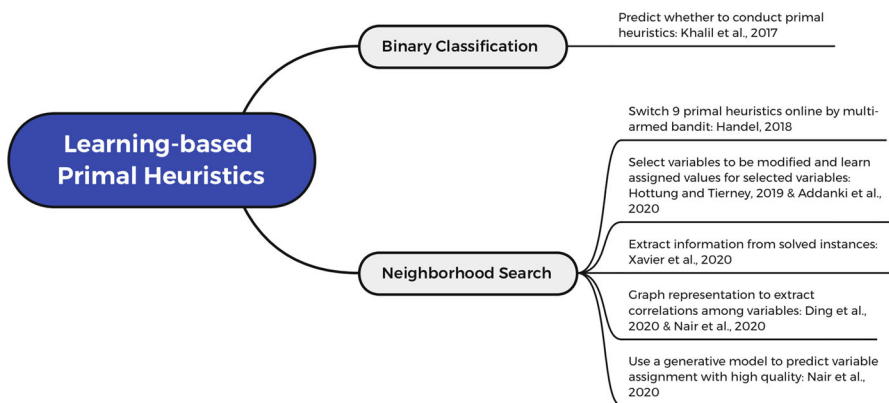 Learning-based
Primal Heuristics
Binary Classification
Predict whether to conduct primal
heuristics: Khalil et al., 2017
Neighborhood Search
Switch 9 primal heuristics online by multi-
armed bandit: Handel, 2018
Select variables to be modified and learn
assigned values for selected variables:
Hottung and Tierney, 2019 & Addanki et al.,
2020
Extract information from solved instances:
Xavier et al., 2020
Graph representation to extract
correlations among variables: Ding et al.,
2020 & Nair et al., 2020
Use a generative model to predict variable
assignment with high quality: Nair et al.,
2020